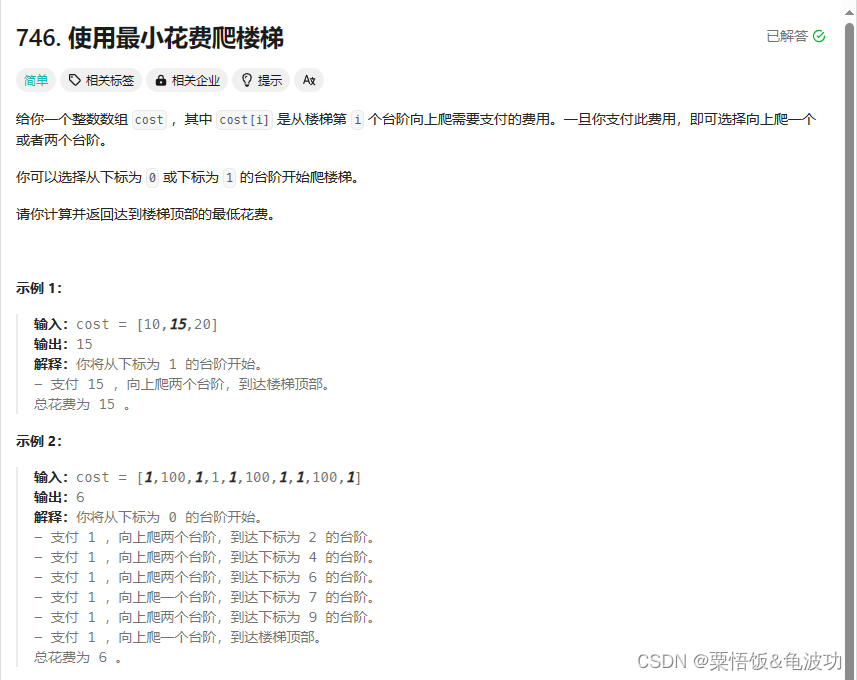 746. 使用最小花费爬楼梯
已解答
简单 相关标签 相关企业 提示
给你一个整数数组 cost ，其中 cost[i] 是从楼梯第 i 个台阶向上爬需要支付的费用。一旦你支付此费用，即可选择向上爬一个
或者两个台阶。
你可以选择从下标为 0 或下标为 1 的台阶开始爬楼梯。
请你计算并返回达到楼梯顶部的最低花费。
示例 1：
输入：cost = [10,15,20]
输出：15
解释：你将从下标为 1 的台阶开始。
- 支付 15 ，向上爬两个台阶，到达楼梯顶部。
总花费为 15 。
示例 2：
输入：cost = [1,100,1,1,1,100,1,1,100,1]
输出：6
解释：你将从下标为 0 的台阶开始。
- 支付 1 ，向上爬两个台阶，到达下标为 2 的台阶。
- 支付 1 ，向上爬两个台阶，到达下标为 4 的台阶。
- 支付 1 ，向上爬两个台阶，到达下标为 6 的台阶。
- 支付 1 ，向上爬一个台阶，到达下标为 7 的台阶。
- 支付 1 ，向上爬两个台阶，到达下标为 9 的台阶。
- 支付 1 ，向上爬一个台阶，到达楼梯顶部。
总花费为 6 。
CSDN @粟悟饭&龟波功